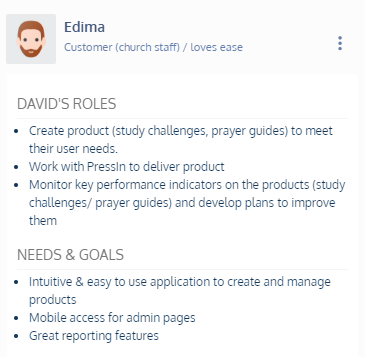 Edima
Customer (church staff) / loves ease
DAVID'S ROLES
• Create product (study challenges, prayer guides) to meet
their user needs.
• Work with PressIn to deliver product
• Monitor key performance indicators on the products (study
challenges/ prayer guides) and develop plans to improve
them
NEEDS & GOALS
• Intuitive & easy to use application to create and manage
products
• Mobile access for admin pages
• Great reporting features